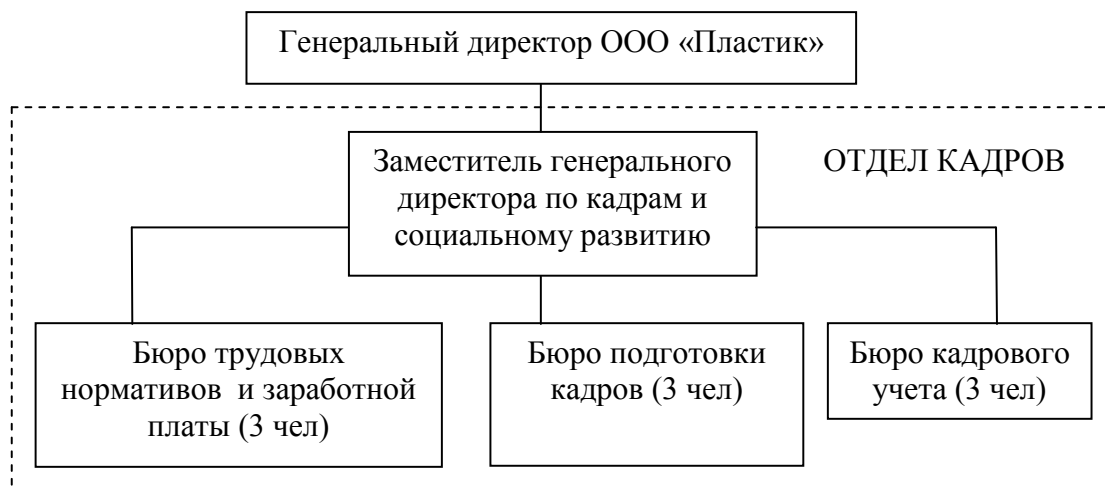 Генеральный директор ООО «Пластик»
Заместитель генерального
директора по кадрам и
социальному развитию
ОТДЕЛ КАДРОВ
Бюро трудовых
нормативов и заработной
платы (3 чел)
Бюро подготовки
кадров (3 чел)
Бюро кадрового
учета (3 чел)